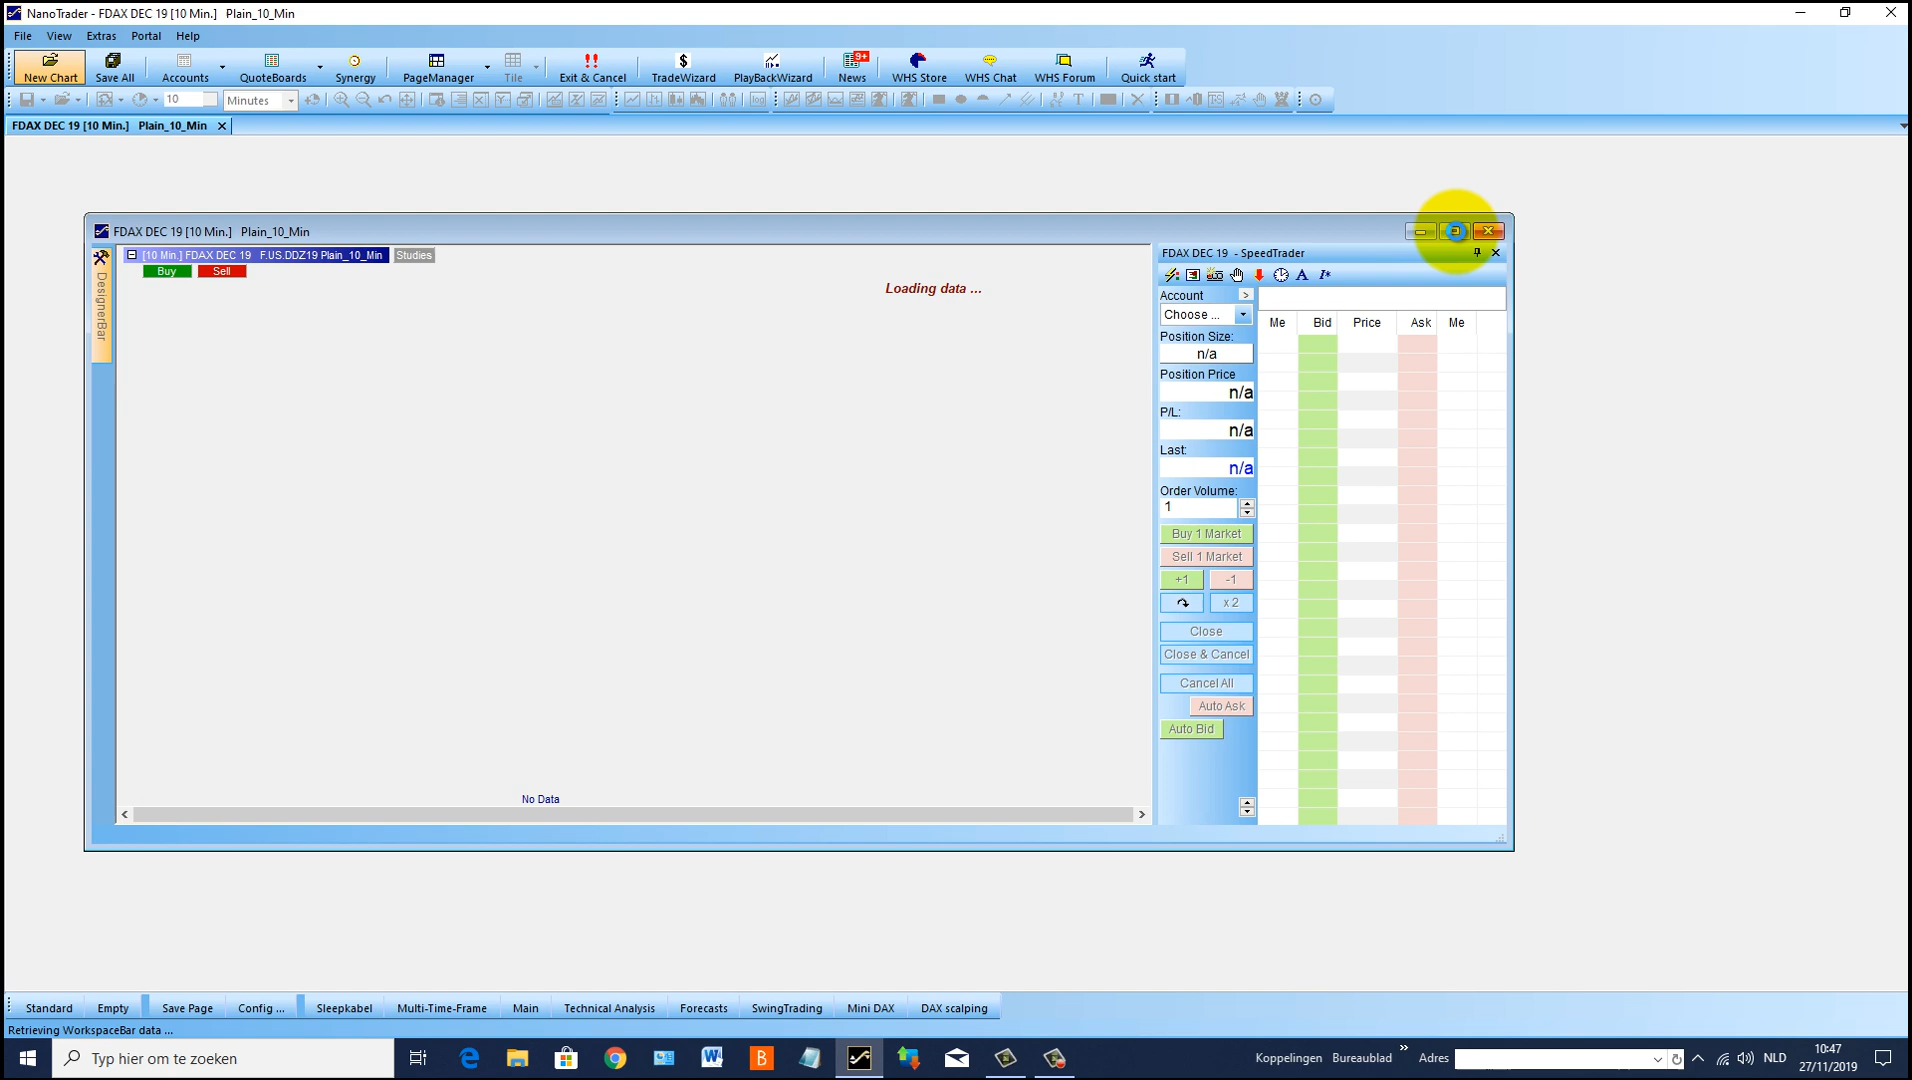 NanoTrader - FDAX DEC 19 [10 Min.] Plain_10_Min
File View Extras Portal Help
New Chart Save All Accounts QuoteBoards Synergy PageManager Tile Exit & Cancel TradeWizard PlayBackWizard 9+ News WHS Store WHS Chat WHS Forum Quick start
10 Minutes
FDAX DEC 19 [10 Min.] Plain_10_Min
FDAX DEC 19 [10 Min.] Plain_10_Min
DesignerBar
[10 Min.] FDAX DEC 19 F.US.DDZ19 Plain_10_Min Studies
Buy Sell
Loading data ...
No Data
FDAX DEC 19 - SpeedTrader
Account >
Choose ...
Me Bid Price Ask Me
Position Size:
n/a
Position Price
n/a
P/L:
n/a
Last:
n/a
Order Volume:
1
Buy 1 Market
Sell 1 Market
+1 -1
x 2
Close
Close & Cancel
Cancel All
Auto Ask
Auto Bid
Standard Empty Save Page Config ... Sleepkabel Multi-Time-Frame Main Technical Analysis Forecasts SwingTrading Mini DAX DAX scalping
Retrieving WorkspaceBar data ...
Typ hier om te zoeken
Koppelingen Bureaublad » Adres NLD
10:47
27/11/2019